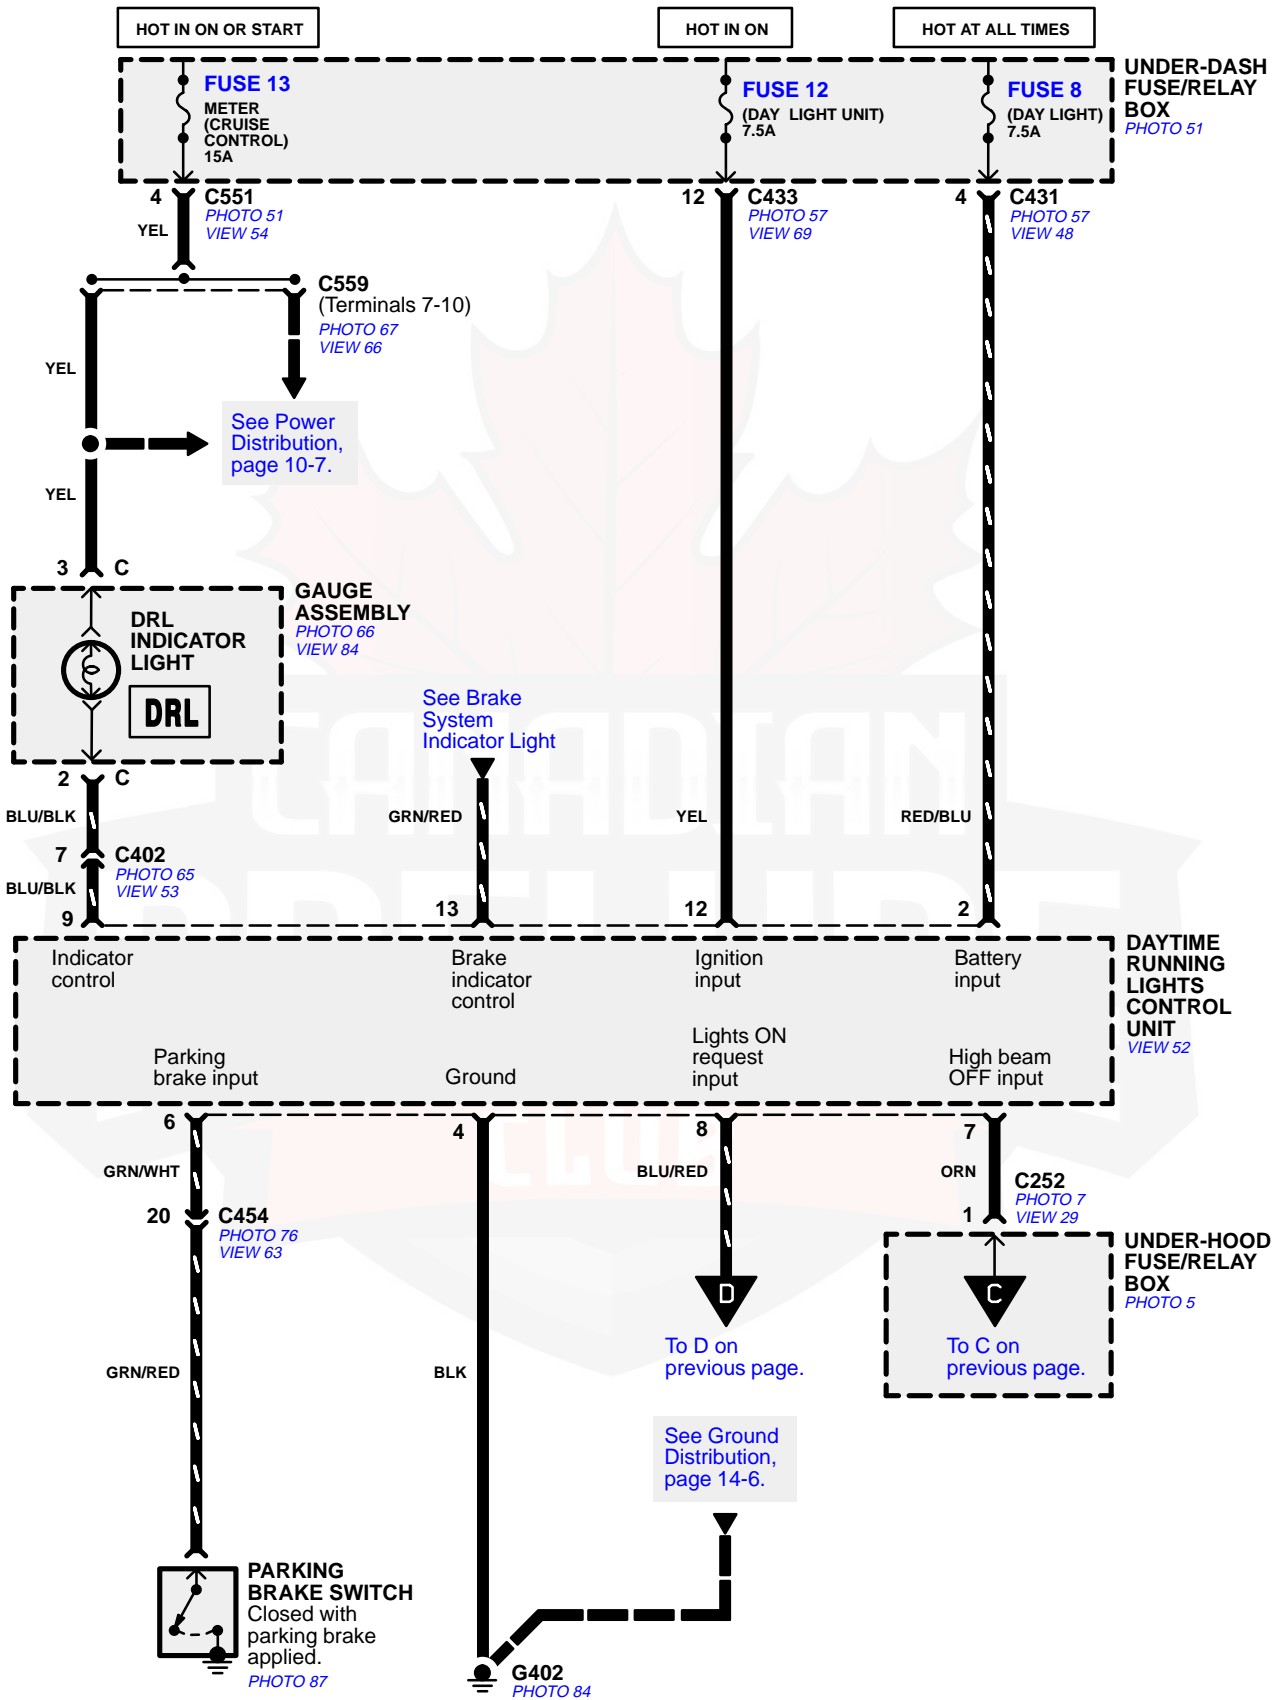 HOT IN ON OR START
HOT IN ON
HOT AT ALL TIMES
FUSE 13
METER
(CRUISE
CONTROL)
15A
FUSE 12
(DAY LIGHT UNIT)
7.5A
FUSE 8
(DAY LIGHT)
7.5A
UNDER-DASH
FUSE/RELAY
BOX
PHOTO 51
4
C551
PHOTO 51
VIEW 54
YEL
12
C433
PHOTO 57
VIEW 69
4
C431
PHOTO 57
VIEW 48
C559
(Terminals 7-10)
PHOTO 67
VIEW 66
YEL
See Power
Distribution,
page 10-7.
YEL
3
C
GAUGE
ASSEMBLY
PHOTO 66
VIEW 84
DRL
INDICATOR
LIGHT
DRL
See Brake
System
Indicator Light
2
C
BLU/BLK
GRN/RED
YEL
RED/BLU
7
C402
PHOTO 65
VIEW 53
BLU/BLK
9
13
12
2
Indicator
control
Brake
indicator
control
Ignition
input
Battery
input
DAYTIME
RUNNING
LIGHTS
CONTROL
UNIT
VIEW 52
Parking
brake input
Ground
Lights ON
request
input
High beam
OFF input
6
4
8
7
GRN/WHT
BLU/RED
ORN
C252
PHOTO 7
VIEW 29
20
C454
PHOTO 76
VIEW 63
1
UNDER-HOOD
FUSE/RELAY
BOX
PHOTO 5
D
C
To D on
previous page.
To C on
previous page.
GRN/RED
BLK
See Ground
Distribution,
page 14-6.
PARKING
BRAKE SWITCH
Closed with
parking brake
applied.
PHOTO 87
G402
PHOTO 84
CANADIAN
PRELUDE
CLUB